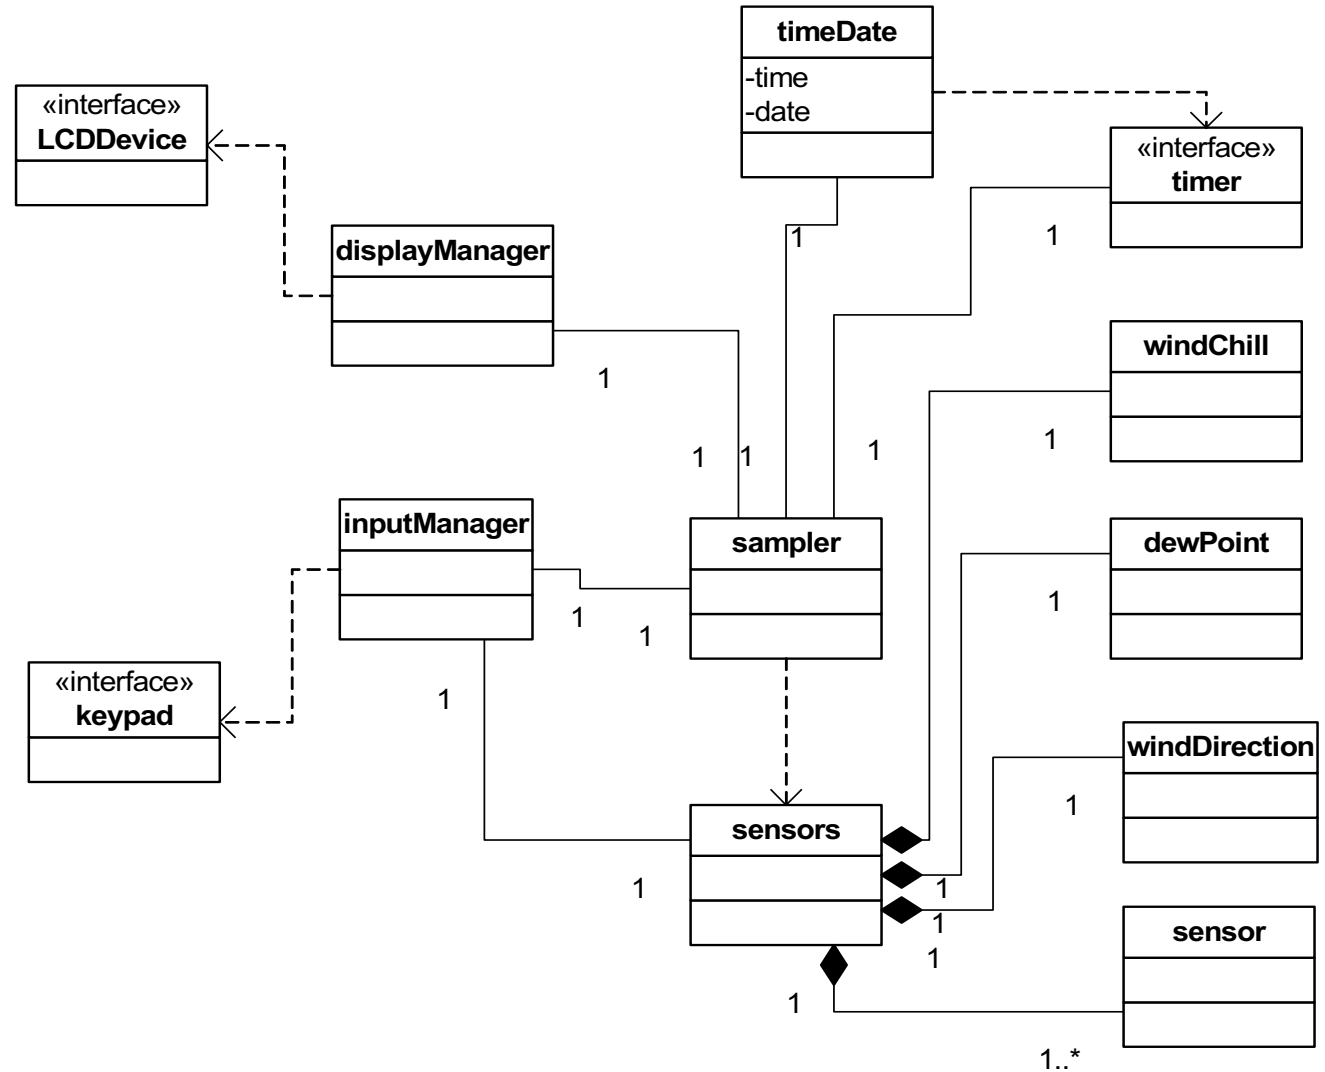 timeDate
-time
-date
«interface»
LCDDevice
«interface»
timer
displayManager
1
1
windChill
1
1
1
1
1
1
inputManager
sampler
dewPoint
1
1
1
«interface»
keypad
1
windDirection
1
sensors
1
1
1
1
sensor
1
1..*